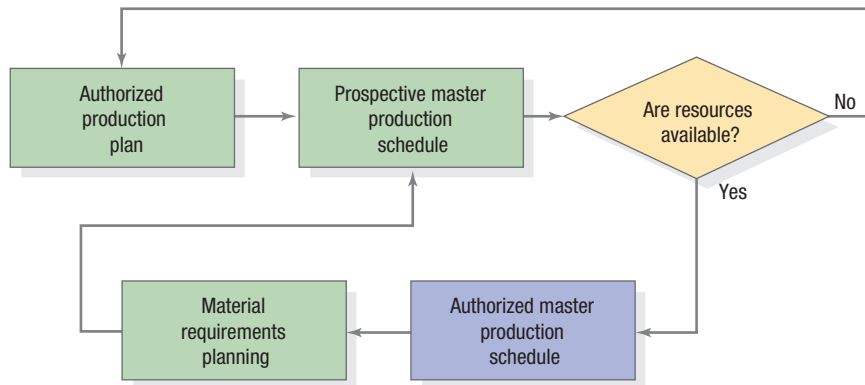 Authorized
production
plan
Prospective master
production
schedule
Are resources
available?
No
Yes
Material
requirements
planning
Authorized master
production
schedule